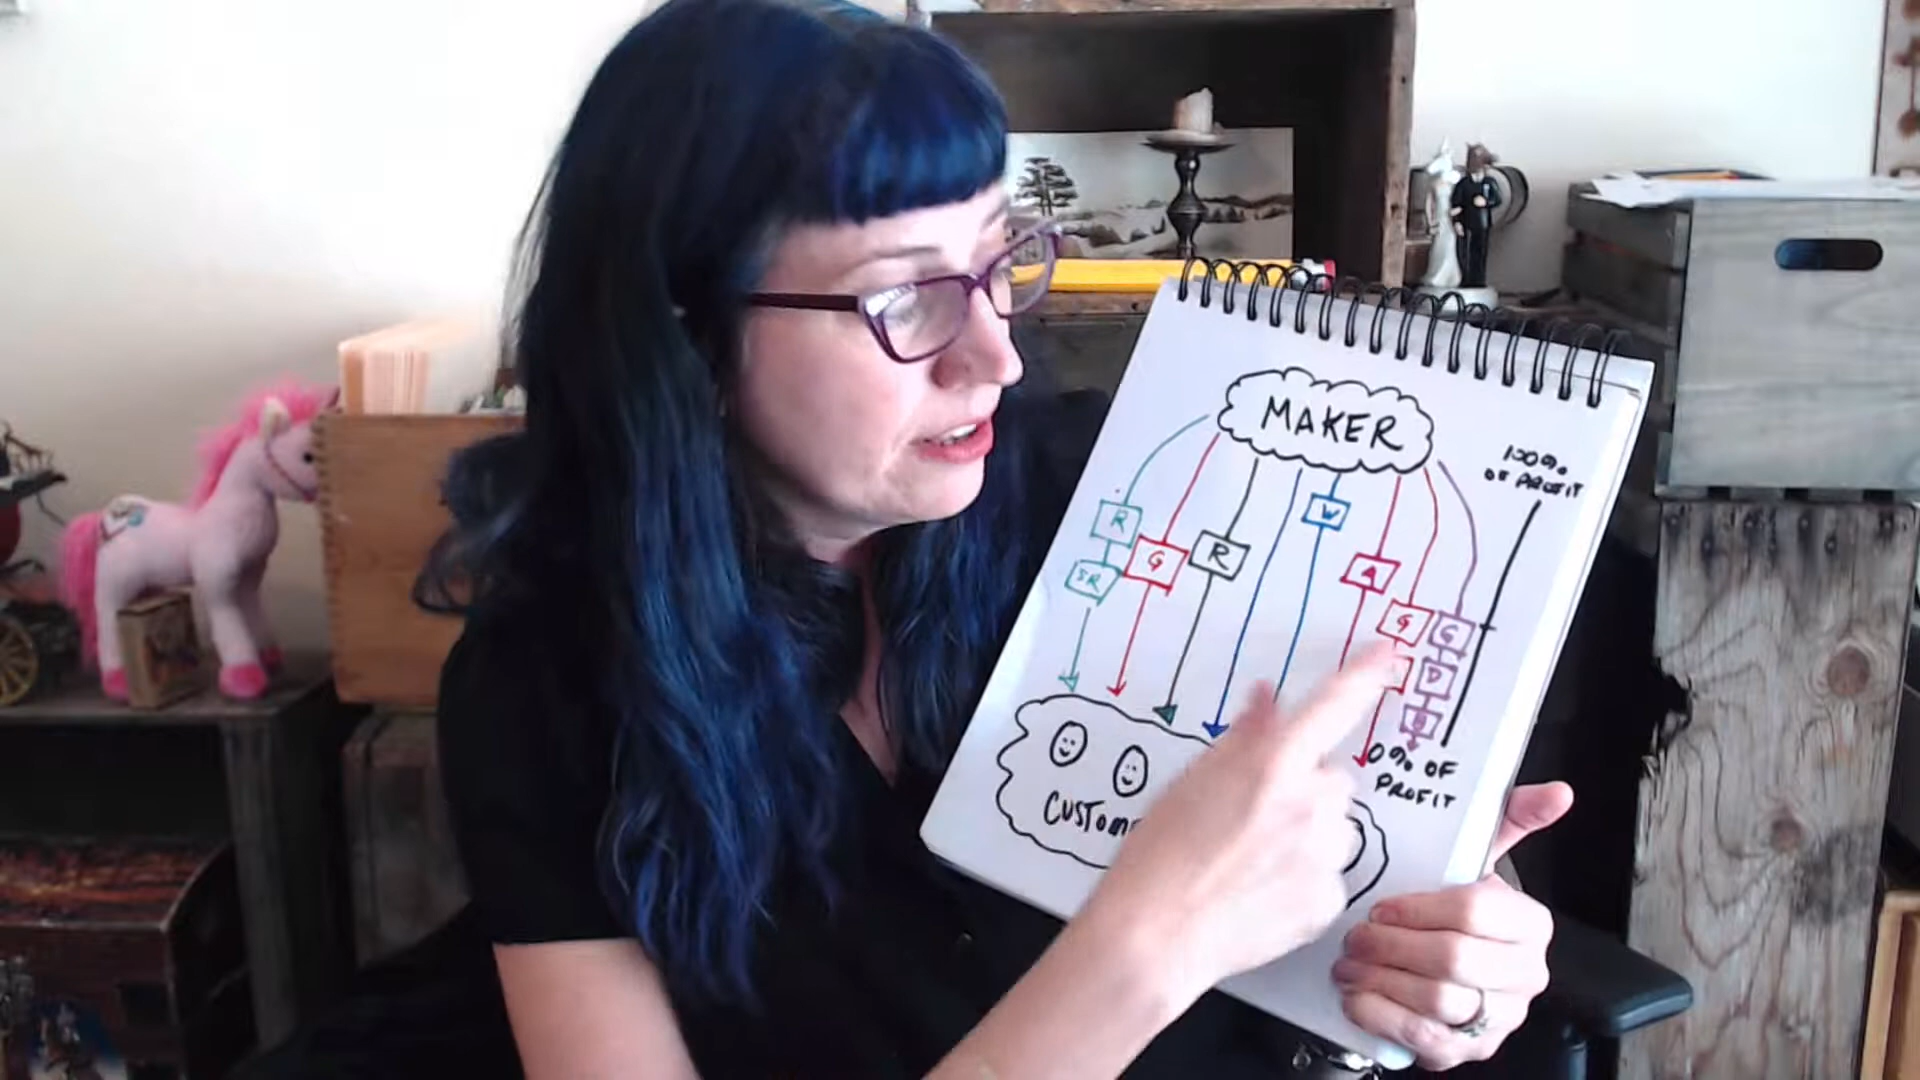 MAKER
100%
OF PROFIT
W
R
G
R
A
SR
G
G
D
0% OF
PROFIT
CUSTOM